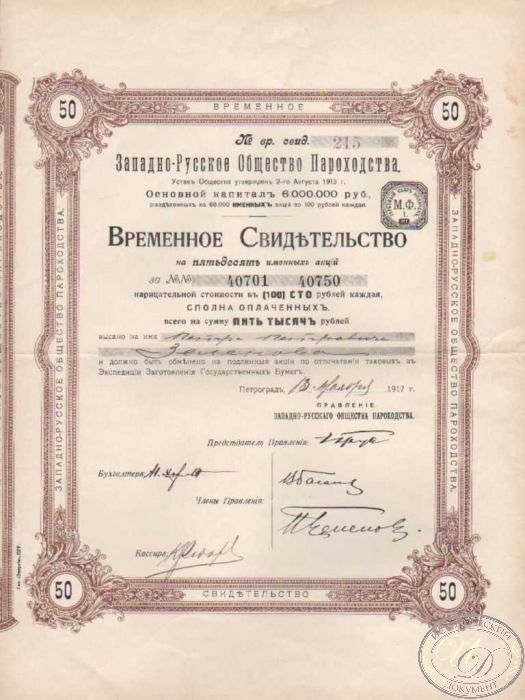 50 ВРЕМЕННОЕ 50
№ вр. свид. 215
Западно-Русское Общество Пароходства.
Уставъ Общества утвержденъ 2-го Августа 1913 г.
Основной капиталъ 6.000.000 руб.,
раздѣленныхъ на 60.000 именныхъ акцій по 100 рублей каждая.
М.Ф.
1.
Временное Свидѣтельство
на пятьдесятъ именныхъ акцій
за №№ 40701 40750
нарицательной стоимости въ (100) СТО рублей каждая,
сполна оплаченныхъ,
всего на сумму ПЯТЬ ТЫСЯЧЪ рублей
выдано на имя Петра Петровича
и должно быть обмѣнено на подлинныя акціи по отпечатаніи таковыхъ въ
Экспедиціи Заготовленія Государственныхъ Бумагъ.
Петроградъ, 1917 г.
ПРАВЛЕНІЕ
ЗАПАДНО-РУССКАГО ОБЩЕСТВА ПАРОХОДСТВА.
Предсѣдатель Правленія:
Бухгалтеръ:
Члены Правленія:
Кассиръ:
50 СВИДѢТЕЛЬСТВО 50
ЗАПАДНО-РУССКОЕ ОБЩЕСТВО ПАРОХОДСТВА.
ЗАПАДНО-РУССКОЕ ОБЩЕСТВО ПАРОХОДСТВА.
ИСТОРИЧЕСКИЙ
ДОКУМЕНТ